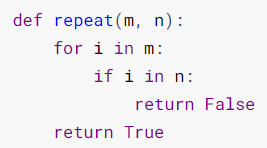 def repeat(m, n):
    for i in m:
        if i in n:
            return False
    return True